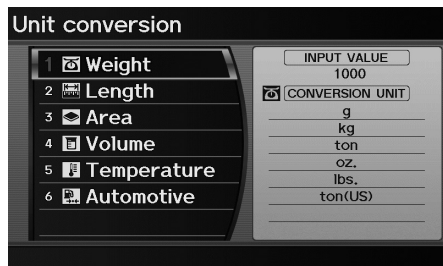 Unit conversion
1 Weight
2 Length
3 Area
4 Volume
5 Temperature
6 Automotive
INPUT VALUE
1000
CONVERSION UNIT
g
kg
ton
oz.
lbs.
ton(US)